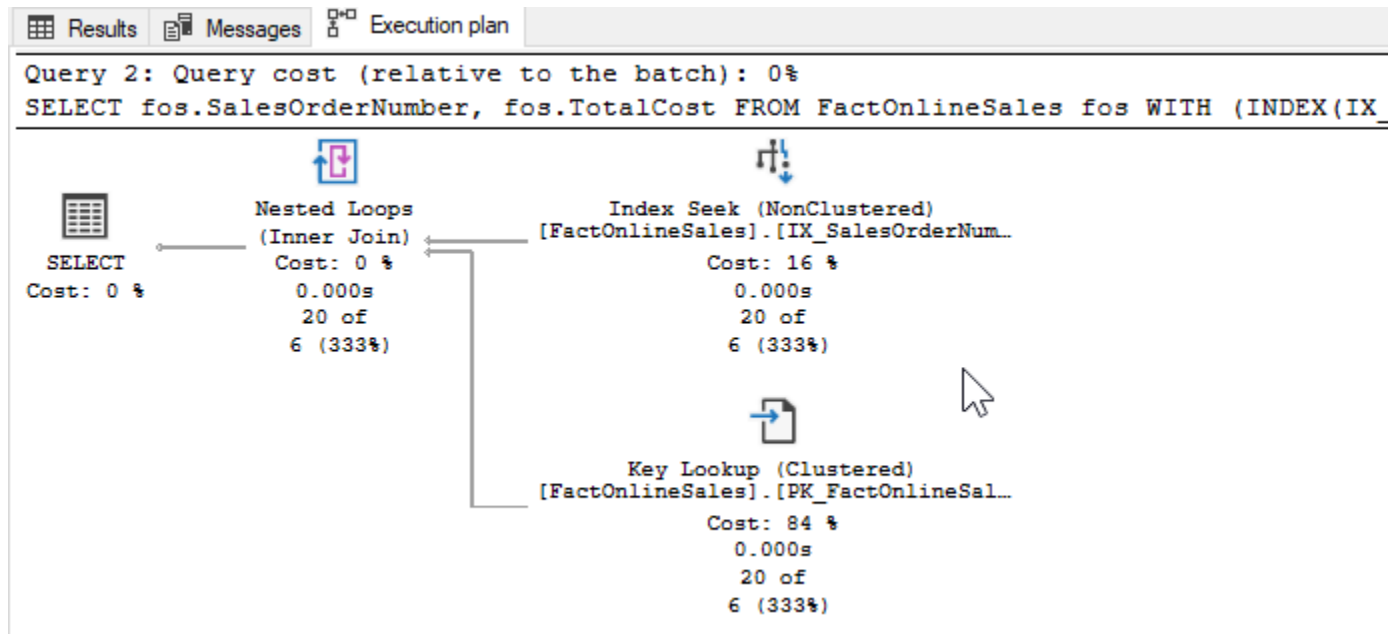 Results Messages Execution plan
Query 2: Query cost (relative to the batch): 0%
SELECT fos.SalesOrderNumber, fos.TotalCost FROM FactOnlineSales fos WITH (INDEX(IX_
SELECT
Cost: 0 %
Nested Loops
(Inner Join)
Cost: 0 %
0.000s
20 of
6 (333%)
Index Seek (NonClustered)
[FactOnlineSales].[IX_SalesOrderNum…
Cost: 16 %
0.000s
20 of
6 (333%)
Key Lookup (Clustered)
[FactOnlineSales].[PK_FactOnlineSal…
Cost: 84 %
0.000s
20 of
6 (333%)